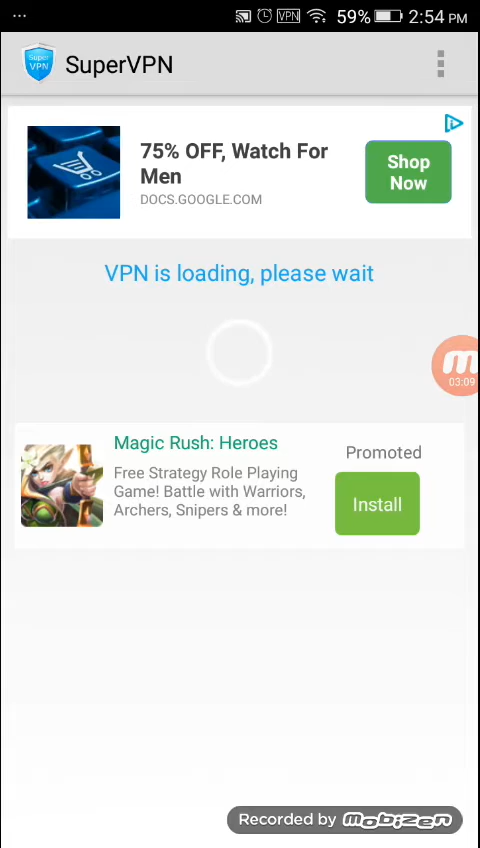 ... VPN 59% 2:54 PM
Super
VPN
SuperVPN
75% OFF, Watch For
Men
DOCS.GOOGLE.COM
Shop
Now
VPN is loading, please wait
03:09
Magic Rush: Heroes
Free Strategy Role Playing
Game! Battle with Warriors,
Archers, Snipers & more!
Promoted
Install
Recorded by mobizen